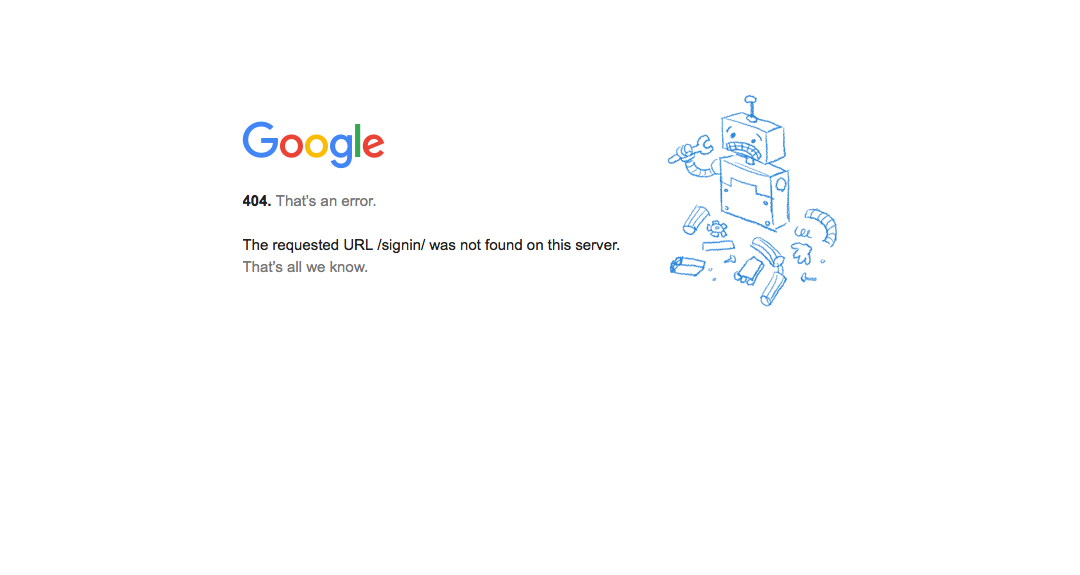 Google
404. That’s an error.
The requested URL /signin/ was not found on this server.
That’s all we know.